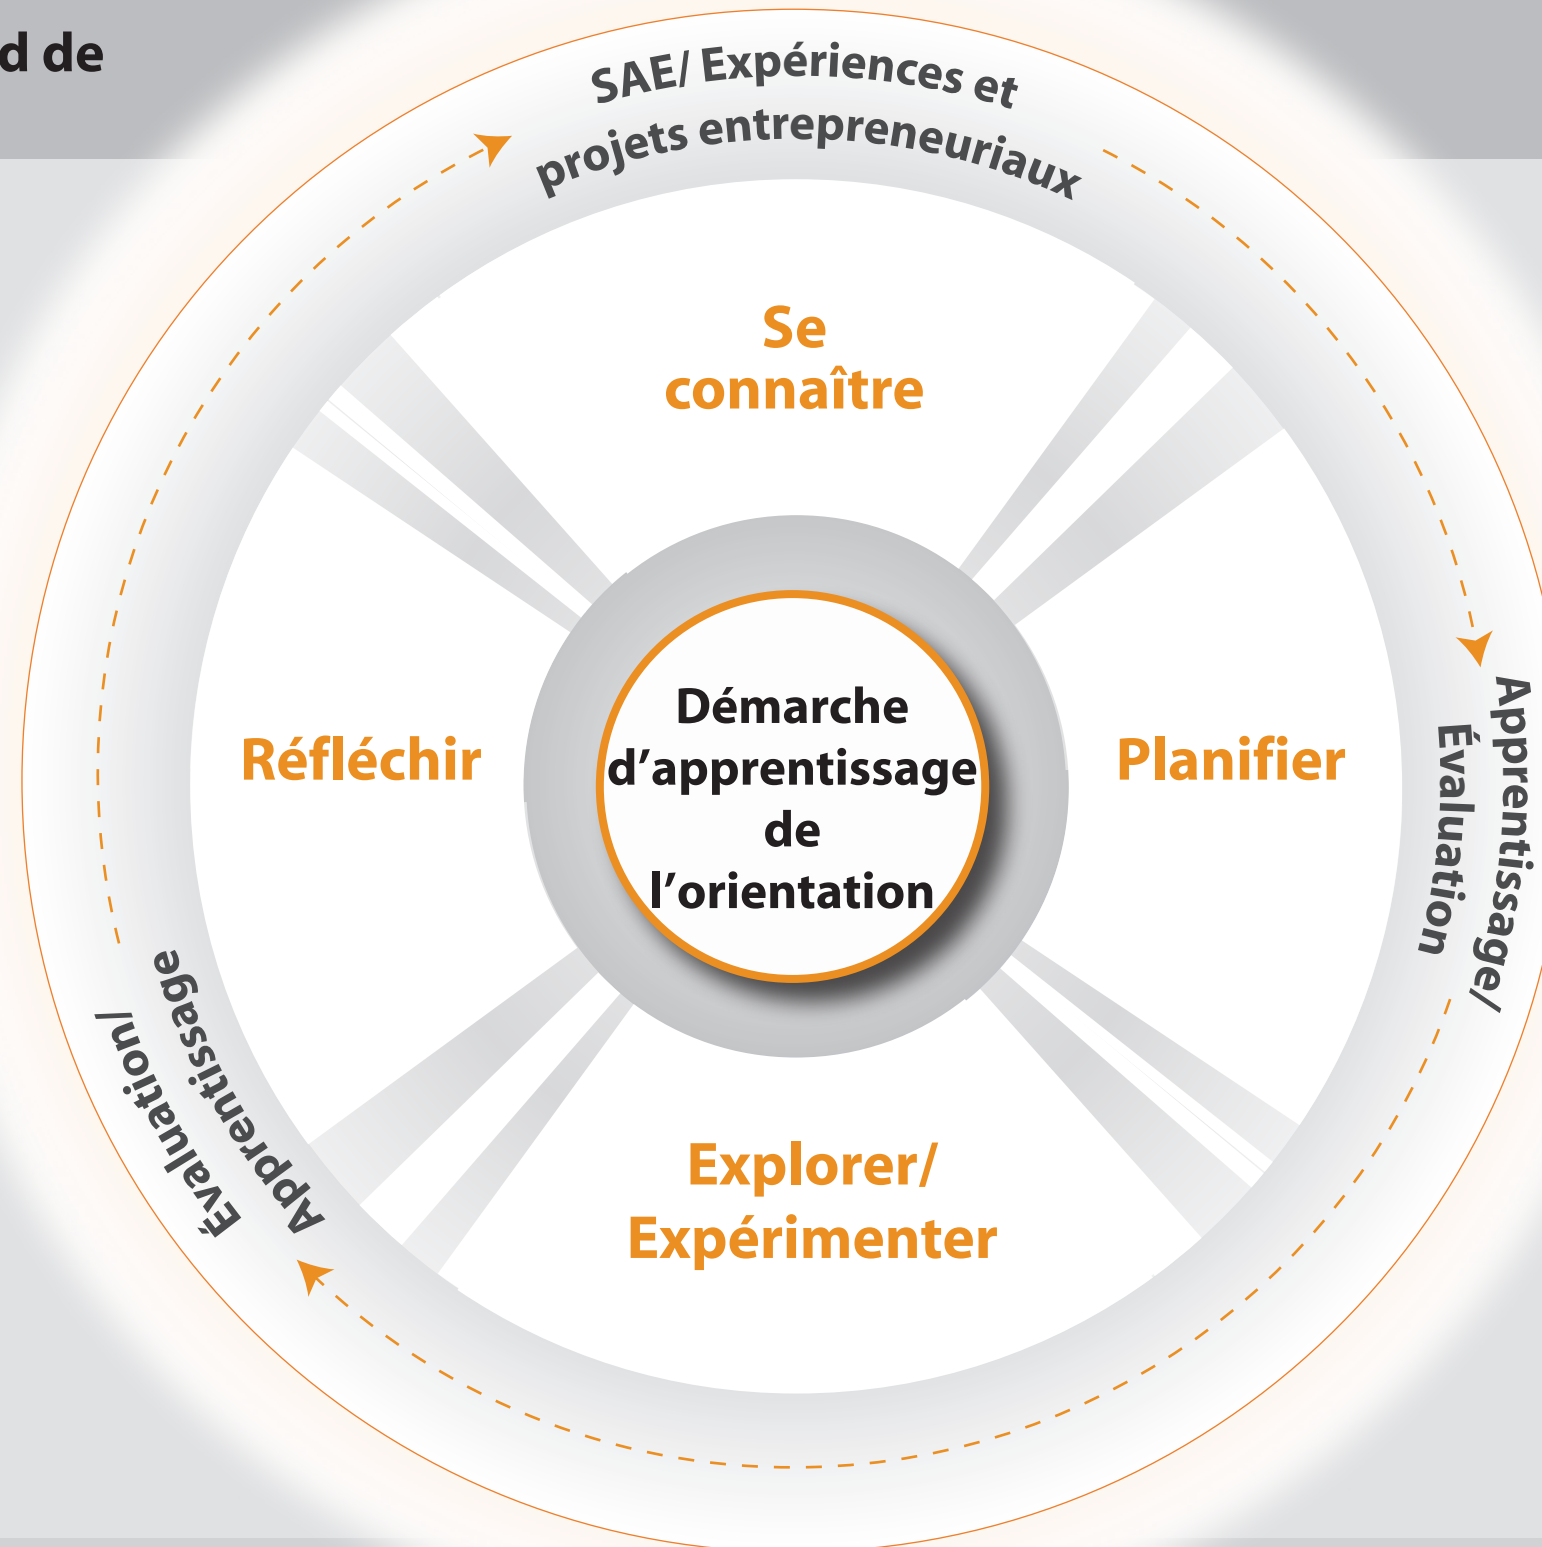 d de
SAE/ Expériences et
projets entrepreneuriaux
Se
connaître
Réfléchir
Démarche
d'apprentissage
de
l'orientation
Planifier
Apprentissage/
Évaluation
Explorer/
Expérimenter
Évaluation/
Apprentissage